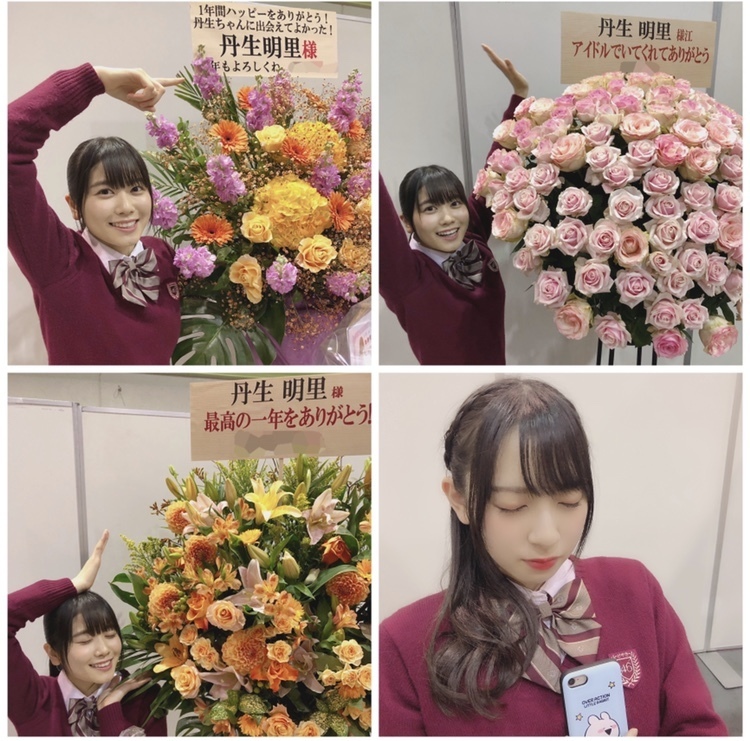 1年間ハッピーをありがとう！
丹生ちゃんに出会えてよかった！
丹生明里様
年もよろしくね
丹生 明里 様江
アイドルでいてくれてありがとう
丹生 明里 様
最高の一年をありがとう！
46
OVER ACTION
LITTLE RABBIT